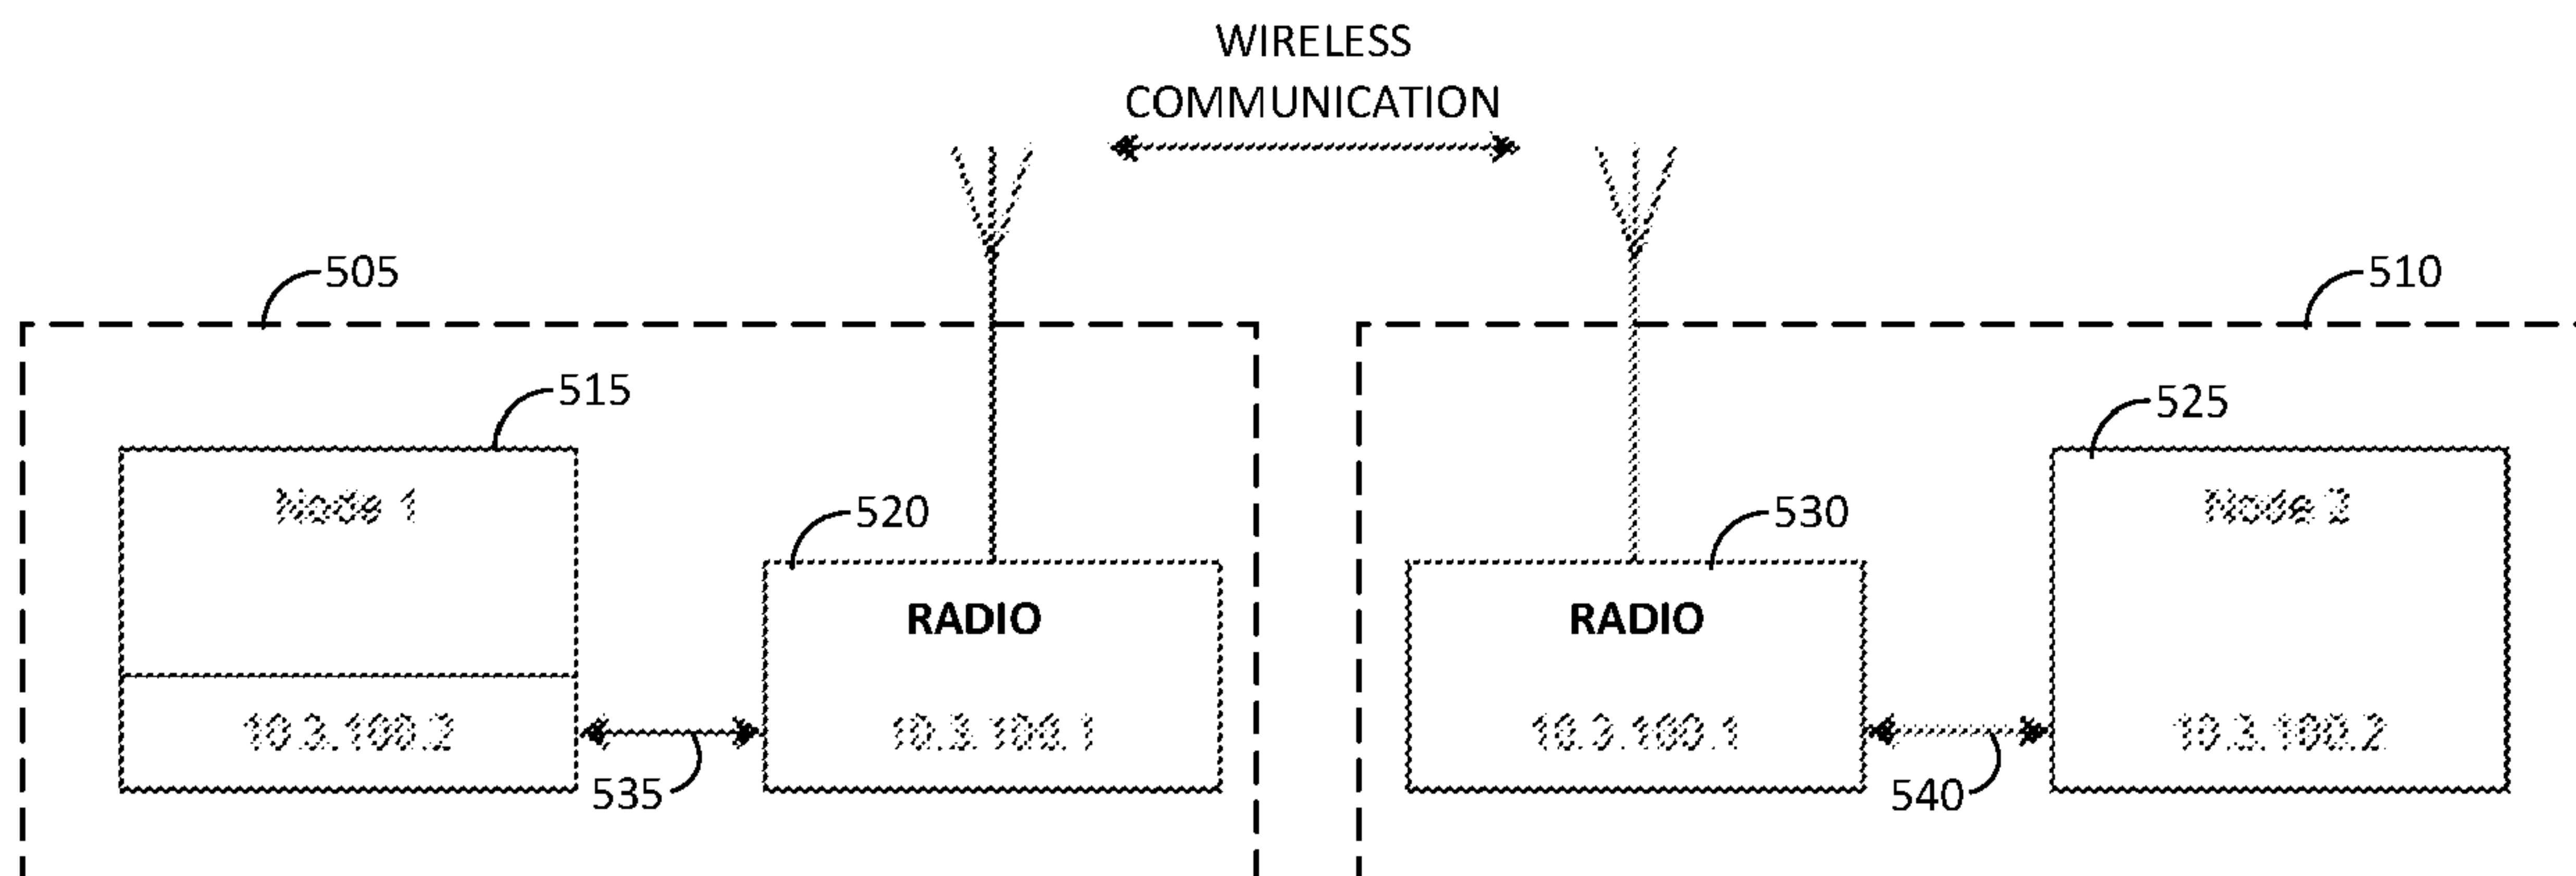 WIRELESS
COMMUNICATION
505
510
515
525
Node 1
520
530
Node 2
RADIO
RADIO
10.3.100.2
10.3.100.1
10.3.100.1
10.3.100.2
535
540